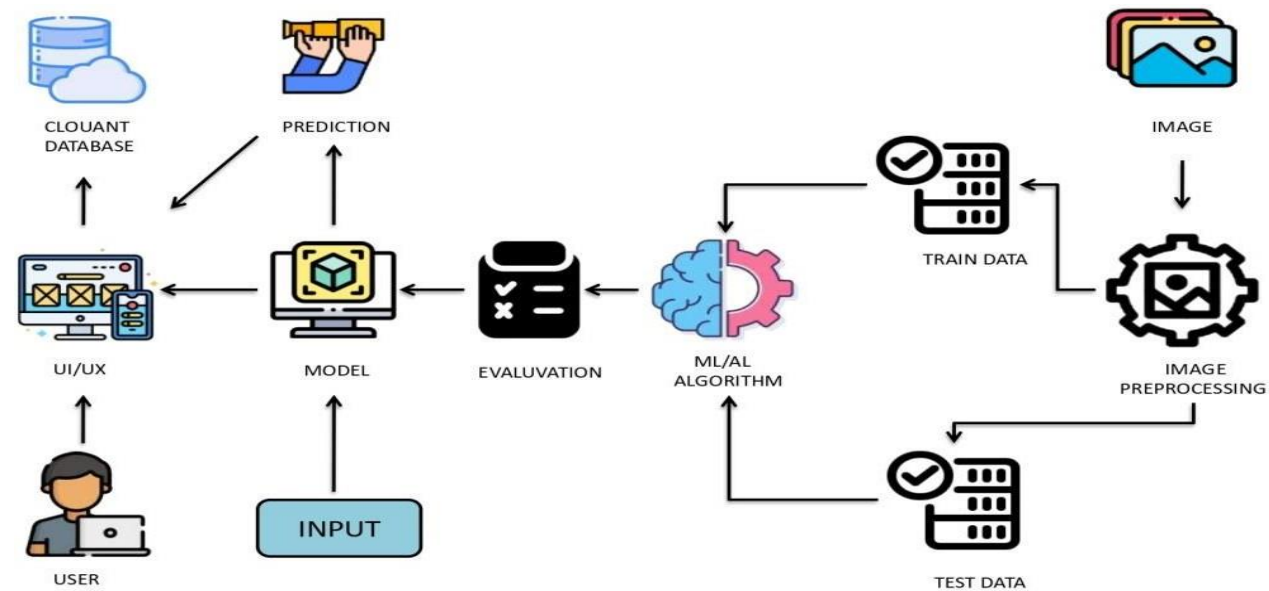 CLOUANT
DATABASE
PREDICTION
IMAGE
TRAIN DATA
UI/UX
MODEL
EVALUVATION
ML/AL
ALGORITHM
IMAGE
PREPROCESSING
INPUT
USER
TEST DATA